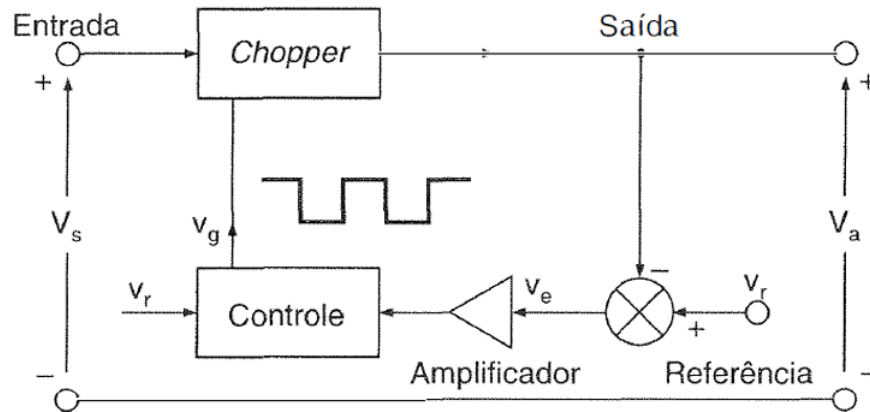 Entrada
Chopper
Saída
+
+
V_s
v_g
V_a
v_r
Controle
v_e
−
+
v_r
Amplificador
Referência
−
−